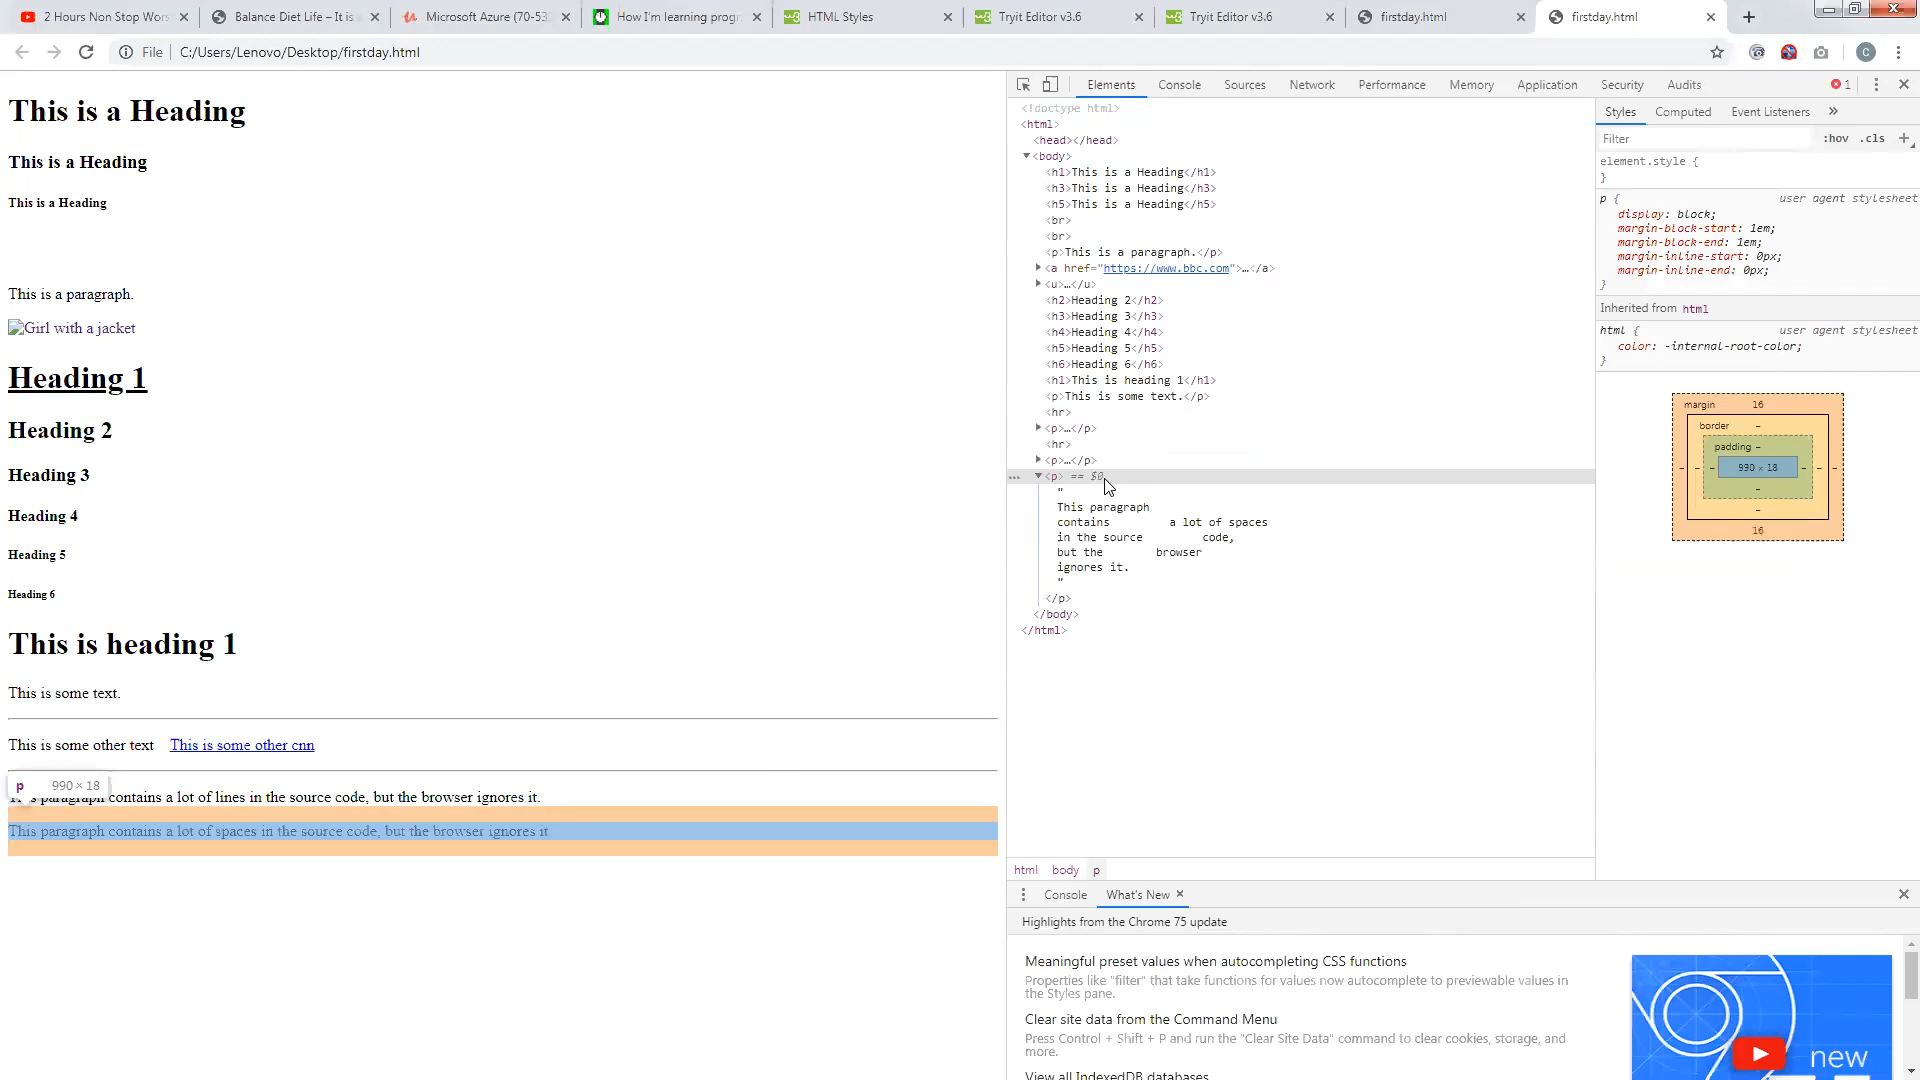 2 Hours Non Stop Wors
Balance Diet Life – It is
Microsoft Azure (70-53
How I'm learning progr
HTML Styles
Tryit Editor v3.6
Tryit Editor v3.6
firstday.html
firstday.html
File
C:/Users/Lenovo/Desktop/firstday.html
C
This is a Heading
This is a Heading
This is a Heading
This is a paragraph.
Girl with a jacket
Heading 1
Heading 2
Heading 3
Heading 4
Heading 5
Heading 6
This is heading 1
This is some text.
This is some other text This is some other cnn
p 990 × 18
paragraph contains a lot of lines in the source code, but the browser ignores it.
This paragraph contains a lot of spaces in the source code, but the browser ignores it
Elements Console Sources Network Performance Memory Application Security Audits 1
<!doctype html>
<html>
<head></head>
<body>
<h1>This is a Heading</h1>
<h3>This is a Heading</h3>
<h5>This is a Heading</h5>
<br>
<br>
<p>This is a paragraph.</p>
<a href="https://www.bbc.com">…</a>
<u>…</u>
<h2>Heading 2</h2>
<h3>Heading 3</h3>
<h4>Heading 4</h4>
<h5>Heading 5</h5>
<h6>Heading 6</h6>
<h1>This is heading 1</h1>
<p>This is some text.</p>
<hr>
<p>…</p>
<hr>
<p>…</p>
<p> == $0
"
This paragraph
contains a lot of spaces
in the source code,
but the browser
ignores it.
"
</p>
</body>
</html>
html body p
Styles Computed Event Listeners »
Filter :hov .cls +
element.style {
}
p { user agent stylesheet
display: block;
margin-block-start: 1em;
margin-block-end: 1em;
margin-inline-start: 0px;
margin-inline-end: 0px;
}
Inherited from html
html { user agent stylesheet
color: -internal-root-color;
}
margin 16
border –
padding –
– – – 990 × 18 – – –
–
–
16
Console What's New
Highlights from the Chrome 75 update
Meaningful preset values when autocompleting CSS functions
Properties like "filter" that take functions for values now autocomplete to previewable values in
the Styles pane.
Clear site data from the Command Menu
Press Control + Shift + P and run the "Clear Site Data" command to clear cookies, storage, and
more.
View all IndexedDB databases
new